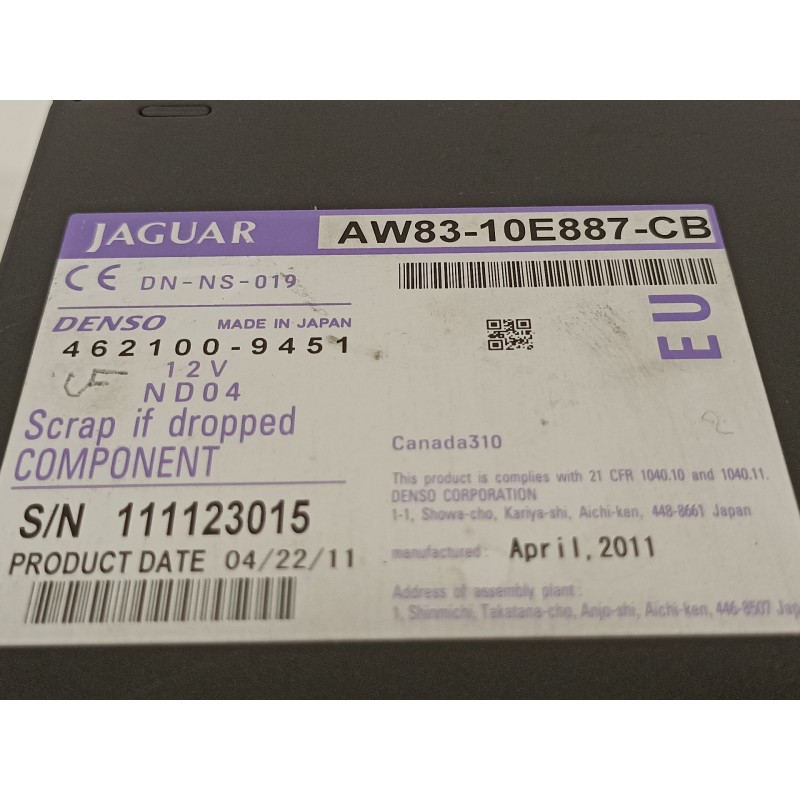 JAGUAR AW83-10E887-CB
CE DN-NS-019
DENSO MADE IN JAPAN
462100-9451
12V
ND04
Scrap if dropped
COMPONENT
S/N 111123015
PRODUCT DATE 04/22/11
EU
Canada310
This product is complies with 21 CFR 1040.10 and 1040.11.
DENSO CORPORATION
1-1, Showa-cho, Kariya-shi, Aichi-ken, 448-8661 Japan
manufactured: April, 2011
Address of assembly plant:
1, Shinmichi, Takatana-cho, Anjo-shi, Aichi-ken, 446-8507